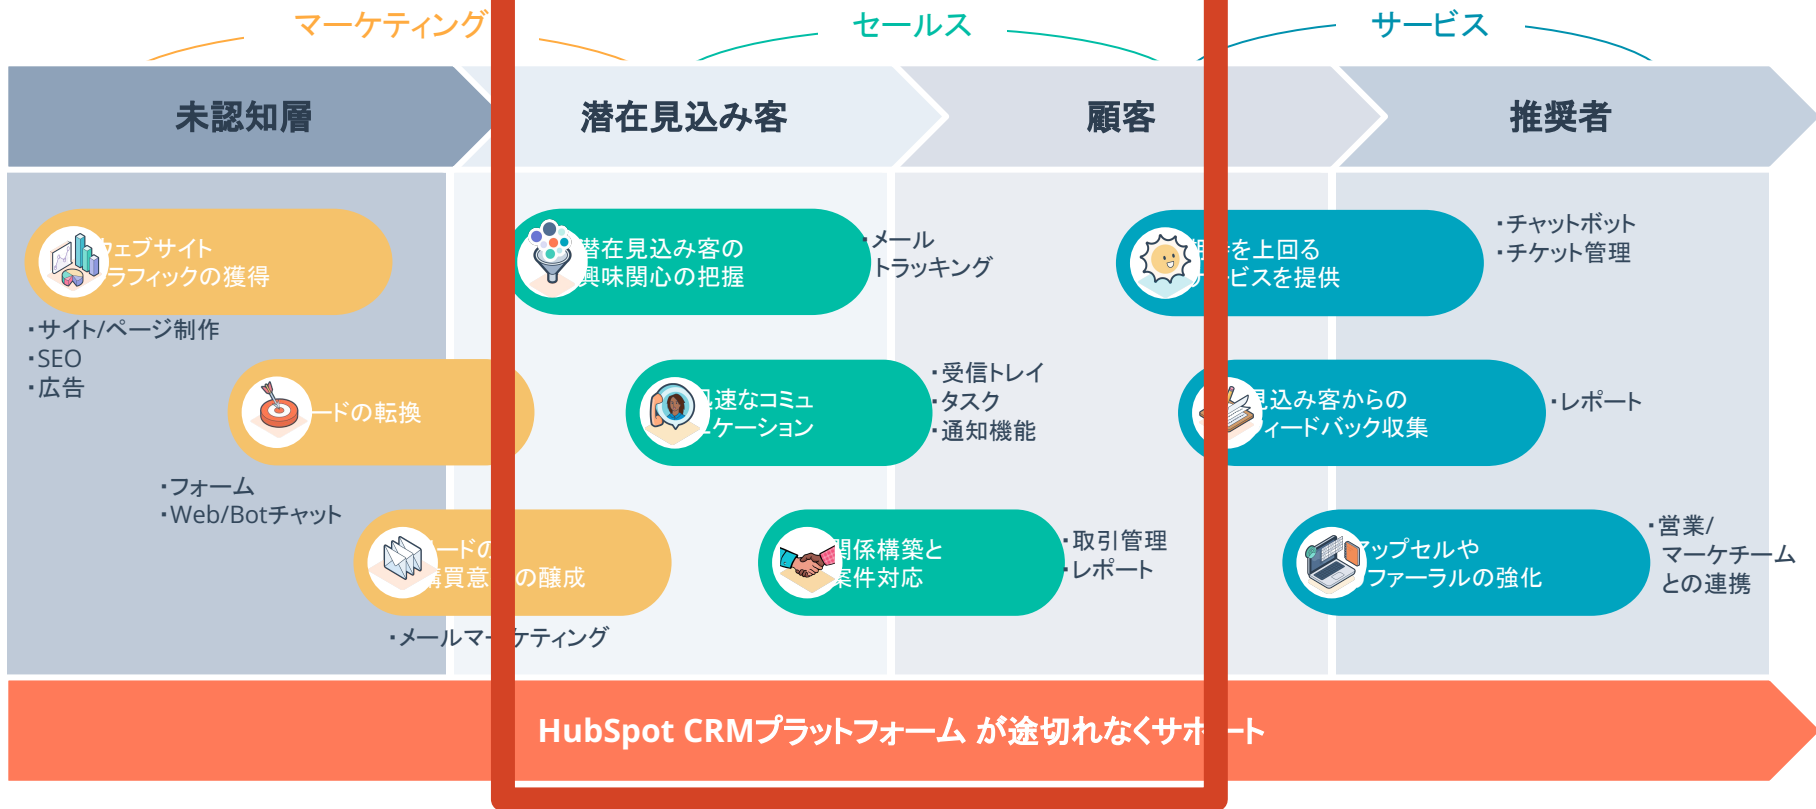 マーケティング
セールス
サービス
未認知層
潜在見込み客
顧客
推奨者
ェブサイト
ラフィックの獲得
・サイト/ページ制作
・SEO
・広告
ードの転換
・フォーム
・Web/Botチャット
ードの
の醸成
・メールマーケティング
潜在見込み客の
興味関心の把握
・メール
トラッキング
速なコミュ
ケーション
・受信トレイ
・タスク
・通知機能
関係構築と
案件対応
・取引管理
・レポート
を上回る
ービスを提供
・チャットボット
・チケット管理
見込み客からの
ィードバック収集
・レポート
アップセルや
ファーラルの強化
・営業/
マーケチーム
との連携
HubSpot CRMプラットフォーム が途切れなくサポート